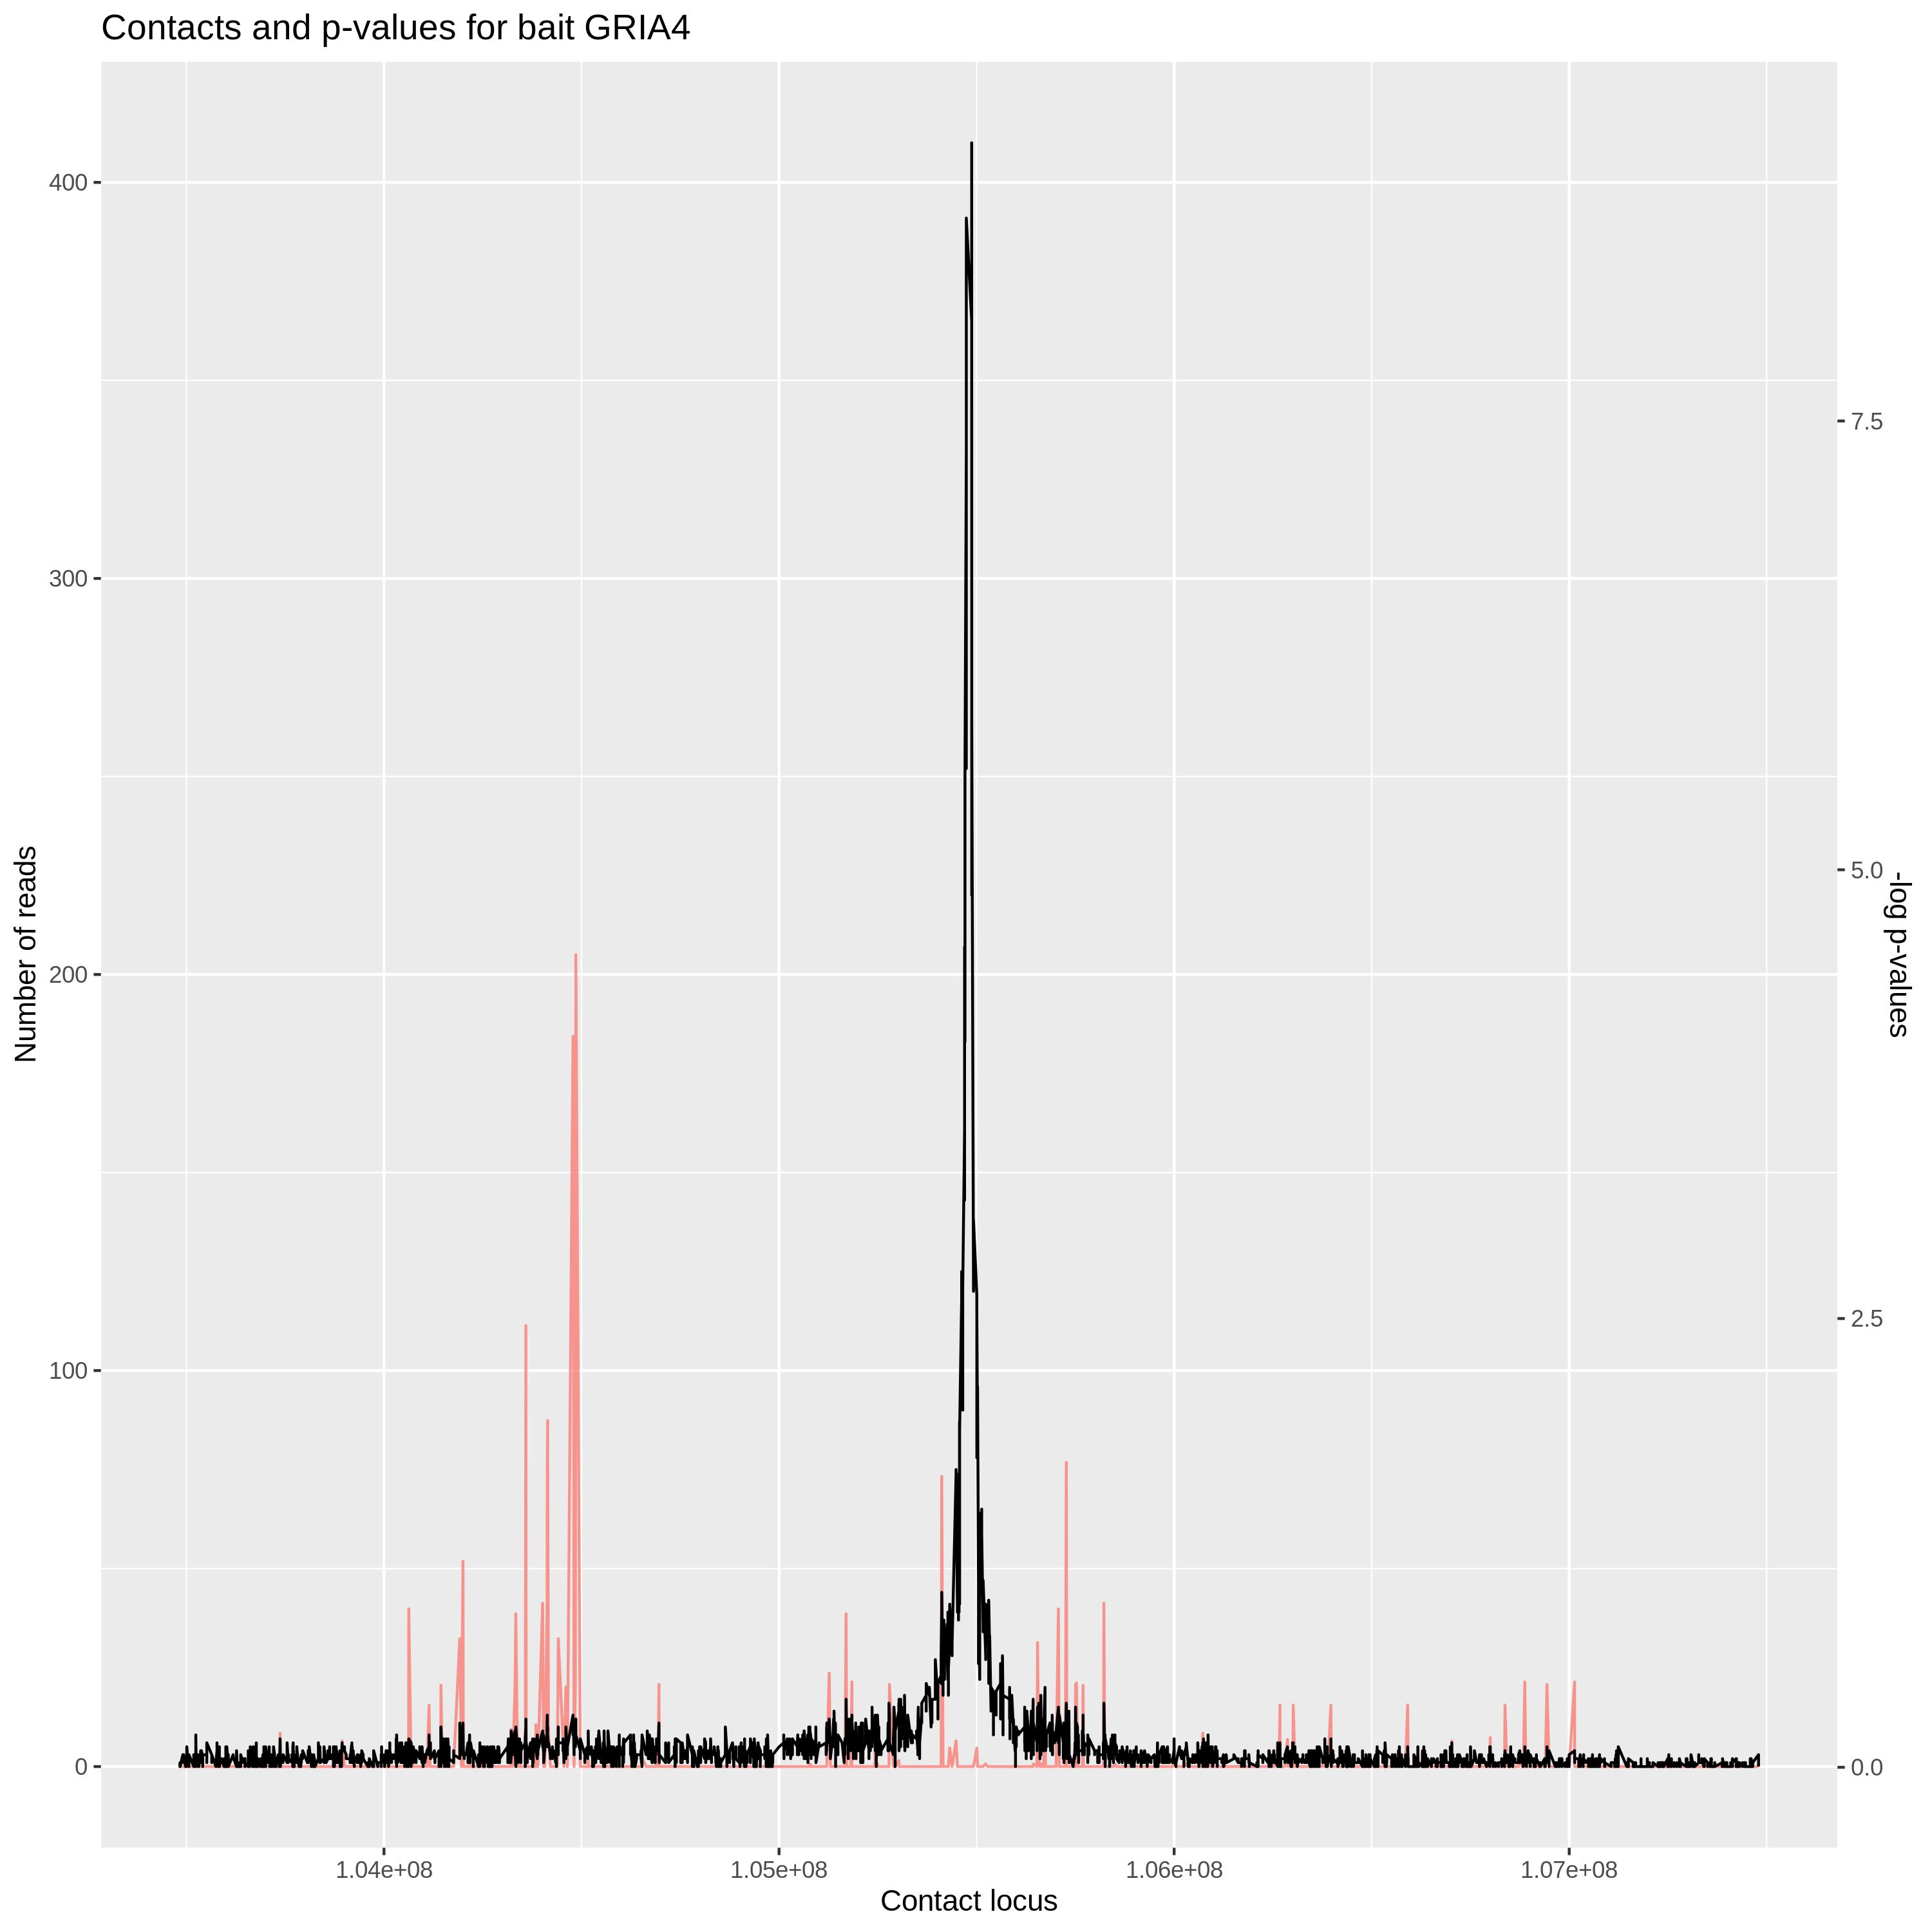 Contacts and p-values for bait GRIA4
400
300
200
100
0
Number of reads
7.5
5.0
2.5
0.0
-log p-values
1.04e+08
1.05e+08
1.06e+08
1.07e+08
Contact locus